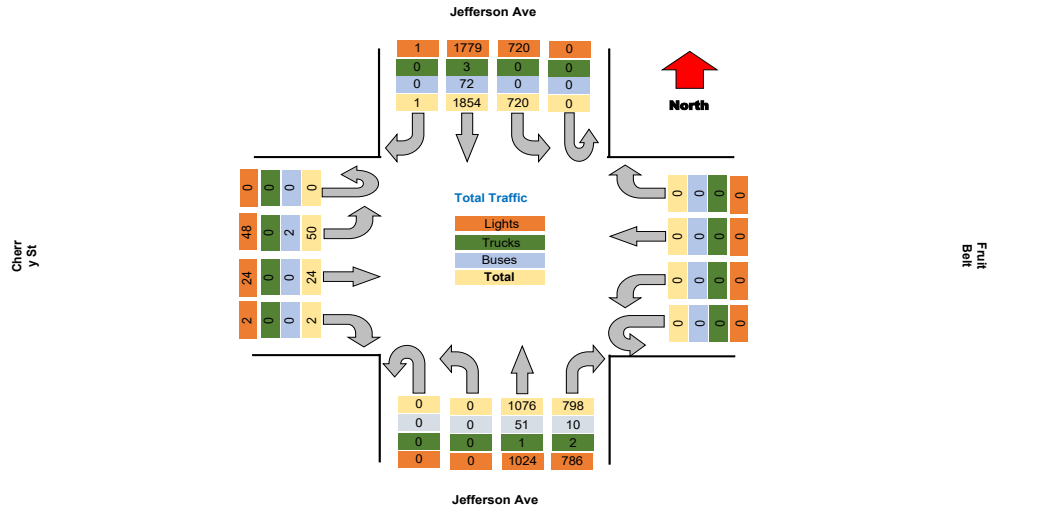 Jefferson Ave
1 1779 720 0
0 3 0 0
0 72 0 0
1 1854 720 0
North
0 0 0 0
48 0 2 50
24 0 0 24
2 0 0 2
Cherr
y St
Total Traffic
Lights
Trucks
Buses
Total
0 0 0 0
0 0 0 0
0 0 0 0
0 0 0 0
Fruit
Belt
0 0 1076 798
0 0 51 10
0 0 1 2
0 0 1024 786
Jefferson Ave